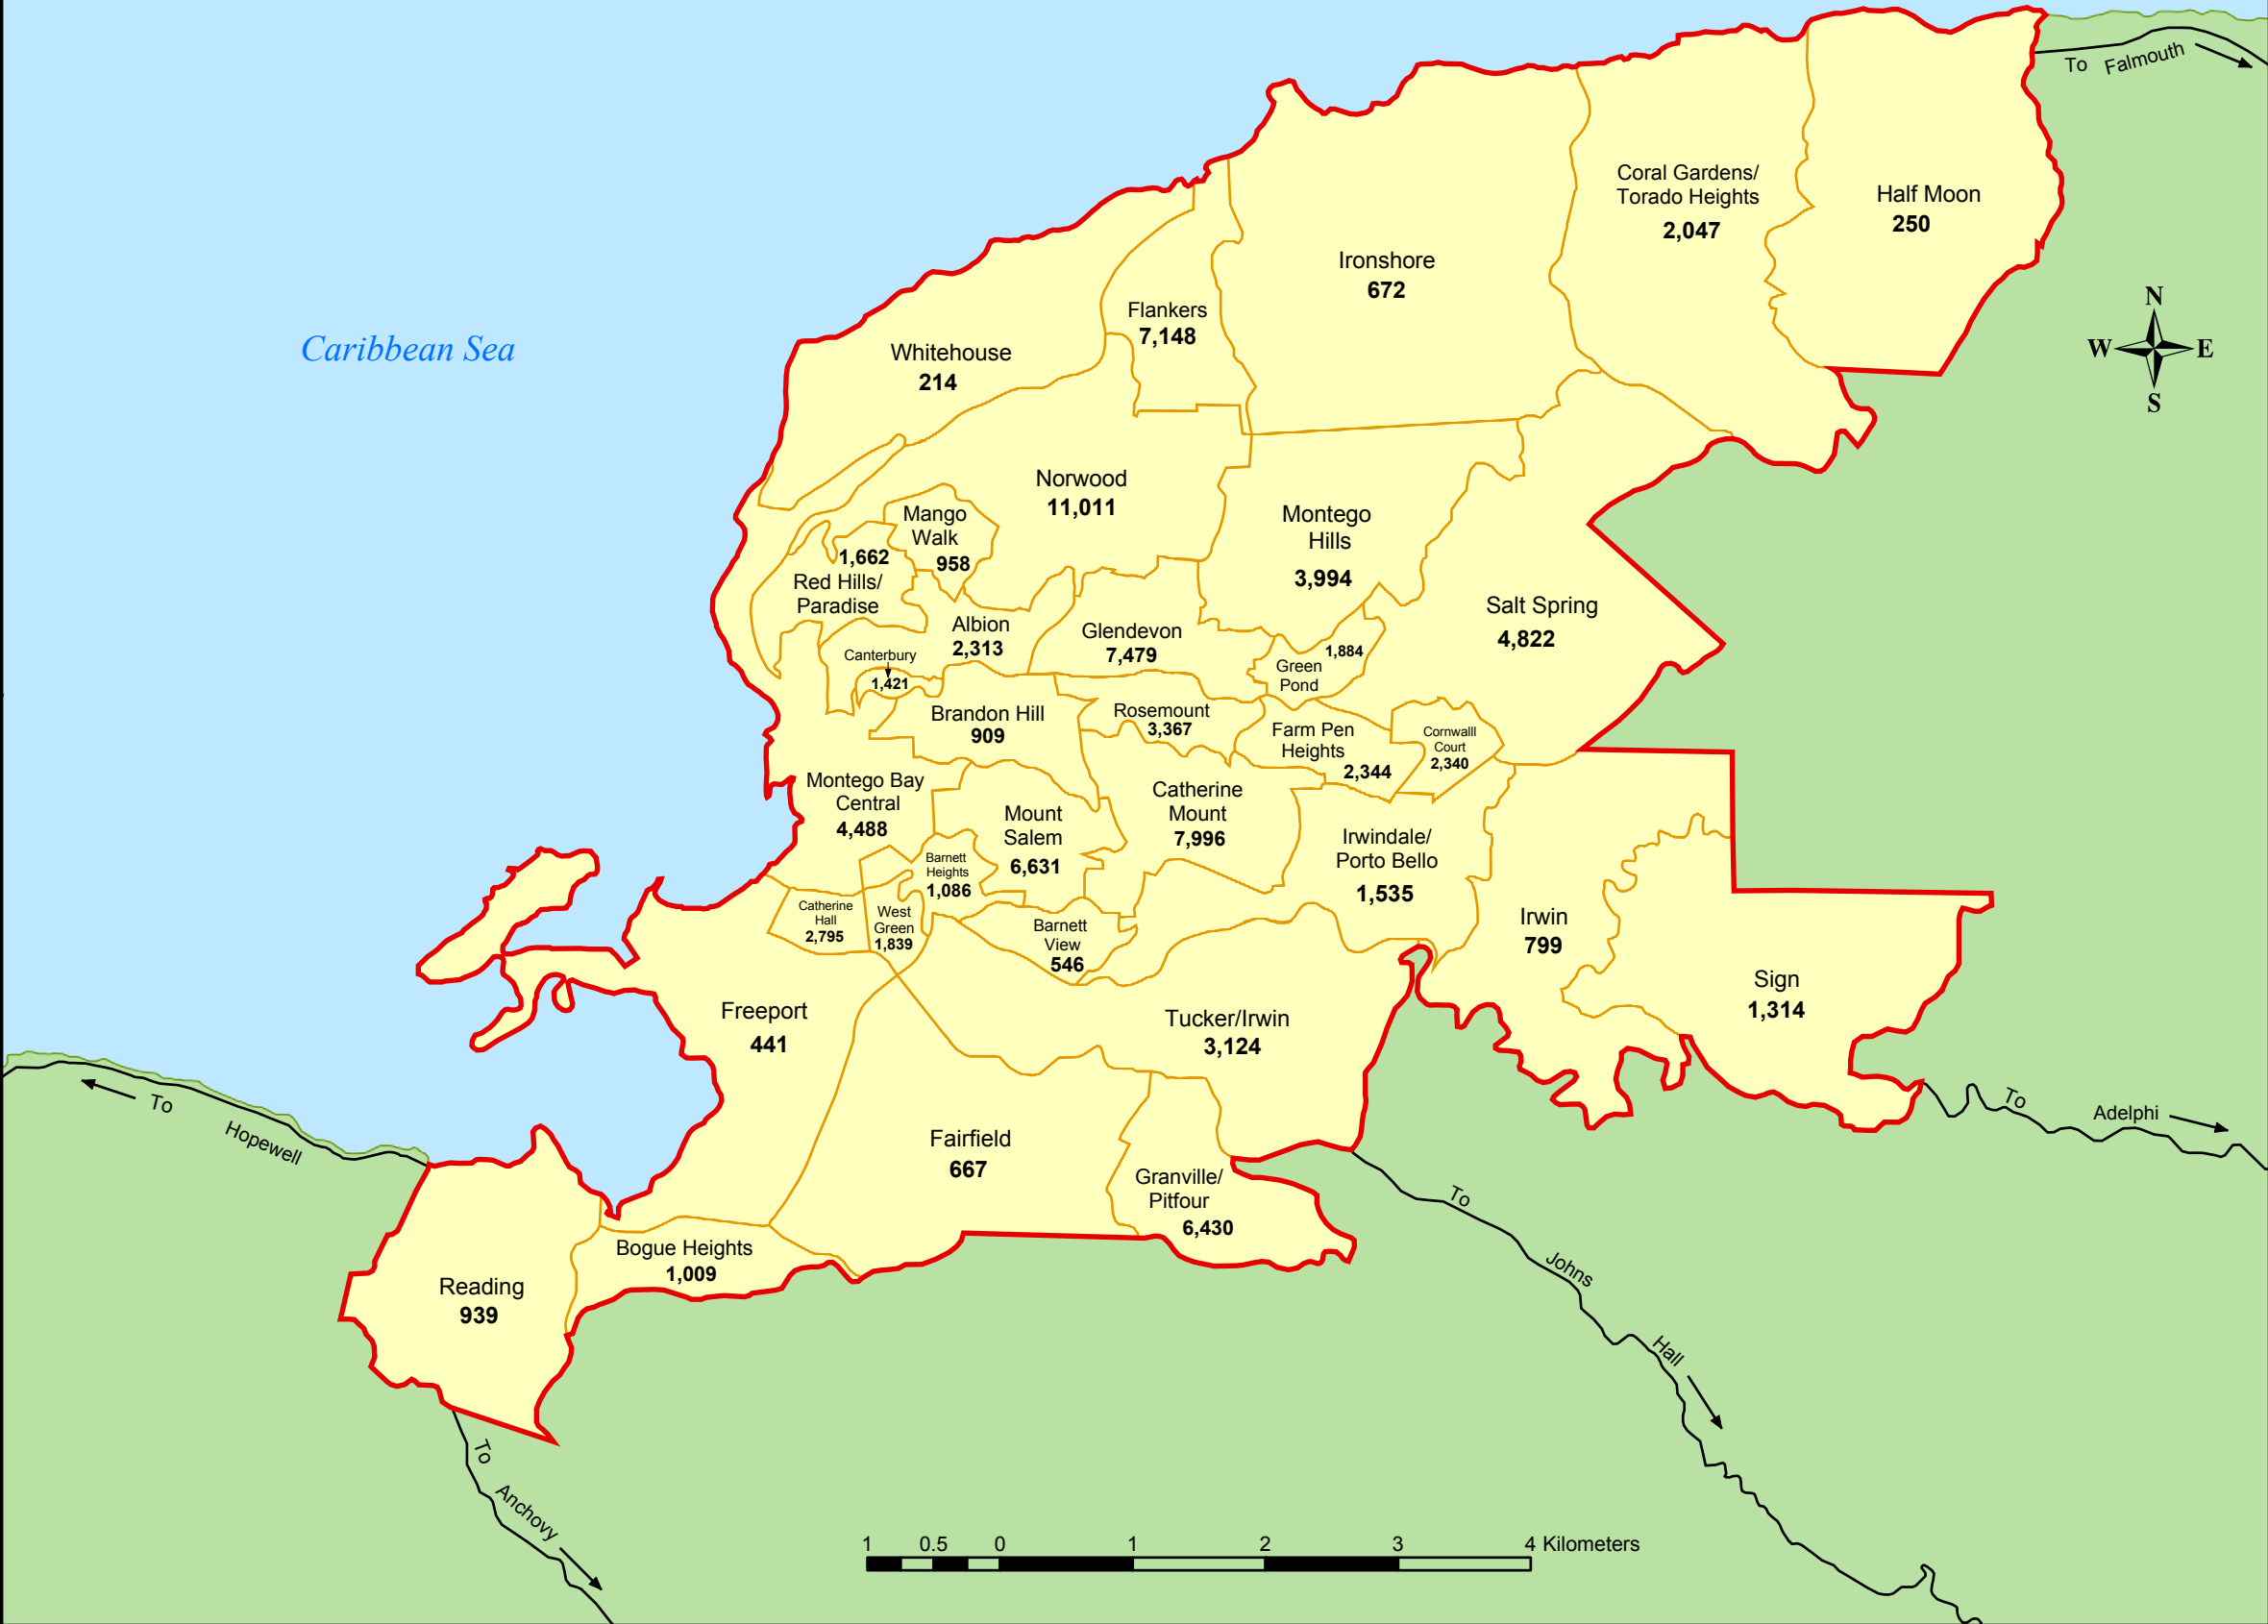 To Falmouth
Coral Gardens/
Torado Heights
2,047
Half Moon
250
Ironshore
672
N
W E
S
Flankers
7,148
Caribbean Sea
Whitehouse
214
Norwood
11,011
Mango
Walk
958
1,662
Red Hills/
Paradise
Montego
Hills
3,994
Salt Spring
4,822
Albion
2,313
Glendevon
7,479
Canterbury
1,421
1,884
Green
Pond
Brandon Hill
909
Rosemount
3,367
Farm Pen
Heights
2,344
Cornwalll
Court
2,340
Montego Bay
Central
4,488
Mount
Salem
6,631
Catherine
Mount
7,996
Irwindale/
Porto Bello
1,535
Barnett
Heights
1,086
Catherine
Hall
2,795
West
Green
1,839
Barnett
View
546
Irwin
799
Sign
1,314
Freeport
441
Tucker/Irwin
3,124
To
Hopewell
To
Adelphi
Fairfield
667
Granville/
Pitfour
6,430
To
Johns
Hall
Bogue Heights
1,009
Reading
939
To
Anchovy
1 0.5 0 1 2 3 4 Kilometers